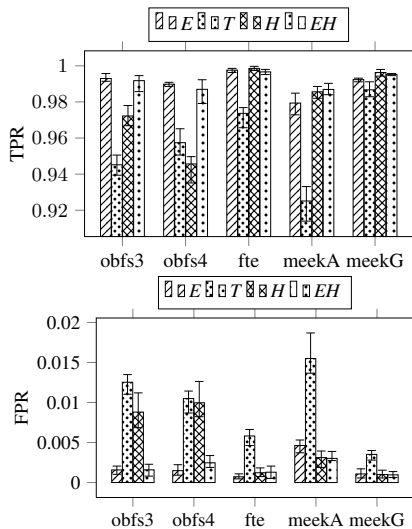 E T H EH
1
0.98
0.96
0.94
0.92
TPR
obfs3 obfs4 fte meekA meekG
E T H EH
0.02
0.015
0.01
0.005
0
FPR
obfs3 obfs4 fte meekA meekG